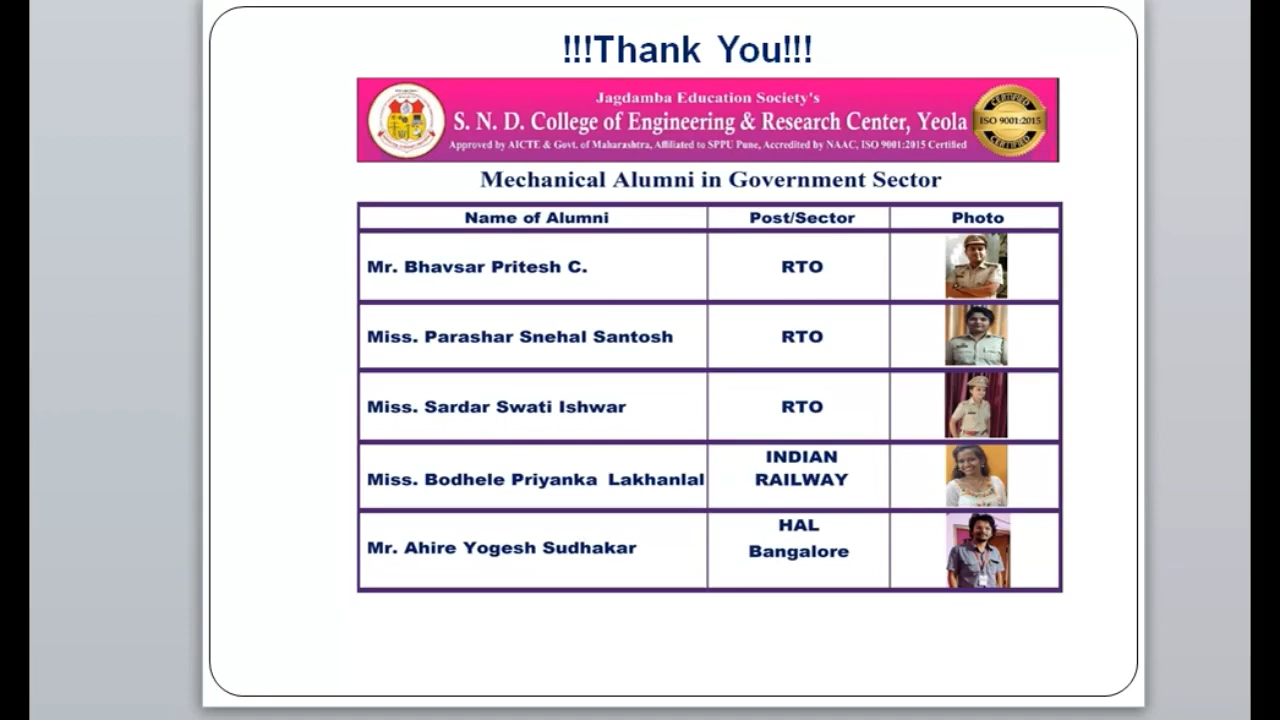 !!!Thank You!!!
Jagdamba Education Society's
S. N. D. College of Engineering & Research Center, Yeola
Approved by AICTE & Govt. of Maharashtra, Affiliated to SPPU Pune, Accredited by NAAC, ISO 9001:2015 Certified
CERTIFIED
ISO 9001:2015
CERTIFIED
Mechanical Alumni in Government Sector
Name of Alumni Post/Sector Photo
Mr. Bhavsar Pritesh C. RTO
Miss. Parashar Snehal Santosh RTO
Miss. Sardar Swati Ishwar RTO
Miss. Bodhele Priyanka Lakhanlal INDIAN
RAILWAY
Mr. Ahire Yogesh Sudhakar HAL
Bangalore